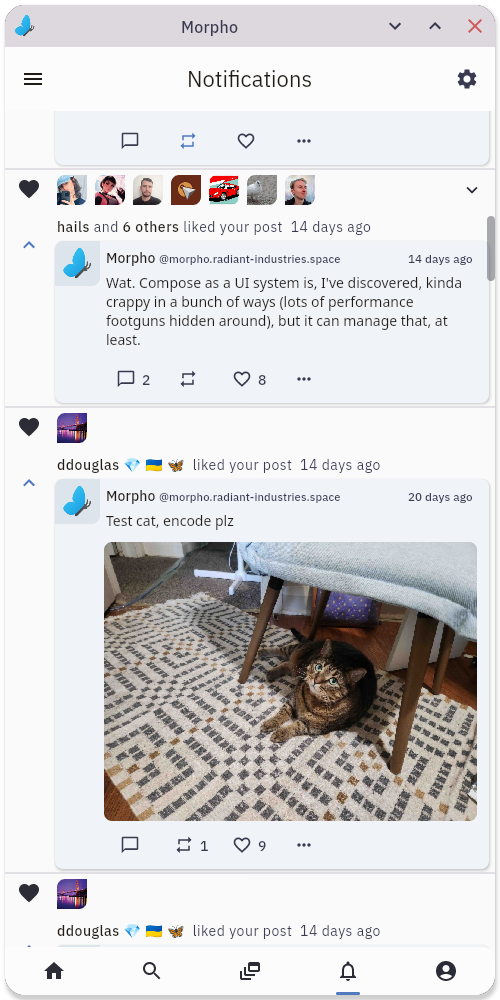 Morpho
Notifications
hails and 6 others liked your post 14 days ago
Morpho @morpho.radiant-industries.space 14 days ago
Wat. Compose as a UI system is, I've discovered, kinda
crappy in a bunch of ways (lots of performance
footguns hidden around), but it can manage that, at
least.
2 8
ddouglas 💎 🇺🇦 🦋 liked your post 14 days ago
Morpho @morpho.radiant-industries.space 20 days ago
Test cat, encode plz
1 9
ddouglas 💎 🇺🇦 🦋 liked your post 14 days ago